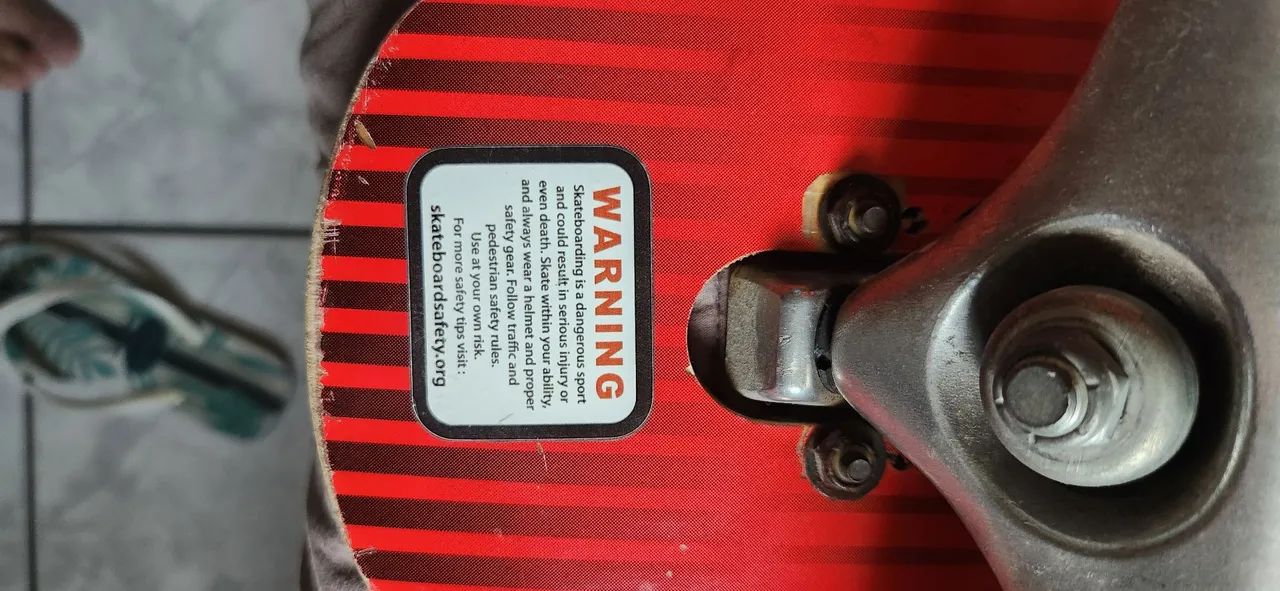 WARNING
Skateboarding is a dangerous sport
and could result in serious injury or
even death. Skate within your ability,
and always wear a helmet and proper
safety gear. Follow traffic and
pedestrian safety rules.
Use at your own risk.
For more safety tips visit :
skateboardsafety.org